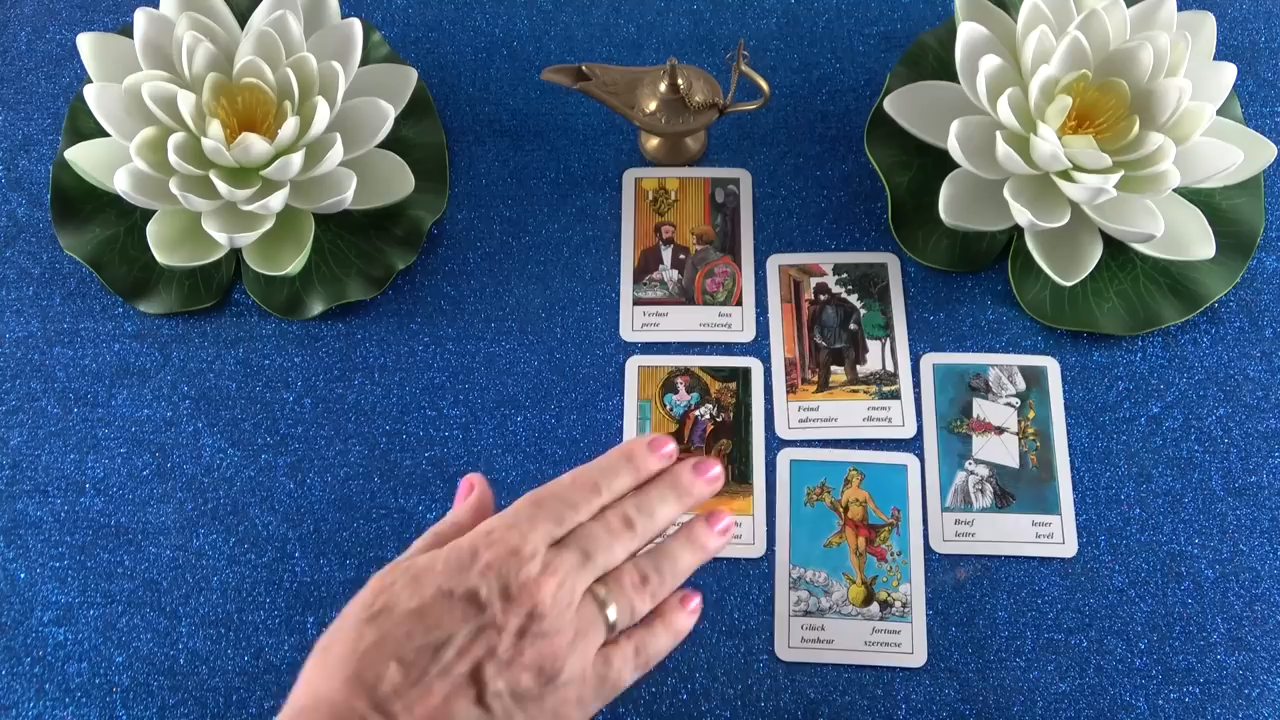 Verlust loss
perte veszteség
Feind enemy
adversaire ellenség
Brief letter
lettre levél
Glück fortune
bonheur szerencse